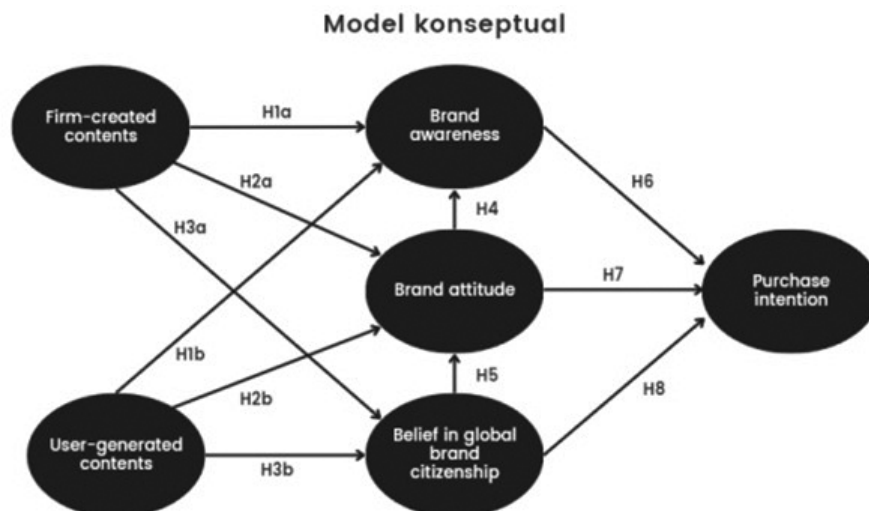 Model konseptual
Firm-created
contents
H1a
Brand
awareness
H2a
H3a
H4
H6
Brand attitude
H7
Purchase
intention
H1b
H2b
H5
H8
User-generated
contents
H3b
Belief in global
brand
citizenship